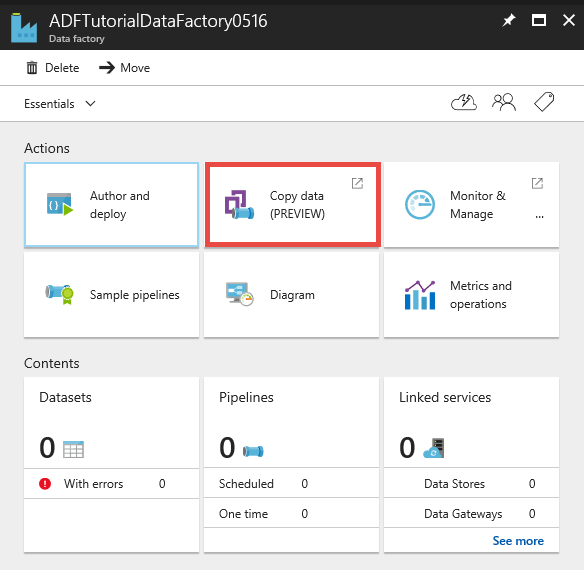 ADFTutorialDataFactory0516
Data factory
Delete
Move
Essentials
Actions
Author and
deploy
Copy data
(PREVIEW)
Monitor &
Manage
...
Sample pipelines
Diagram
Metrics and
operations
Contents
Datasets
0
With errors 0
Pipelines
0
Scheduled 0
One time 0
Linked services
0
Data Stores 0
Data Gateways 0
See more